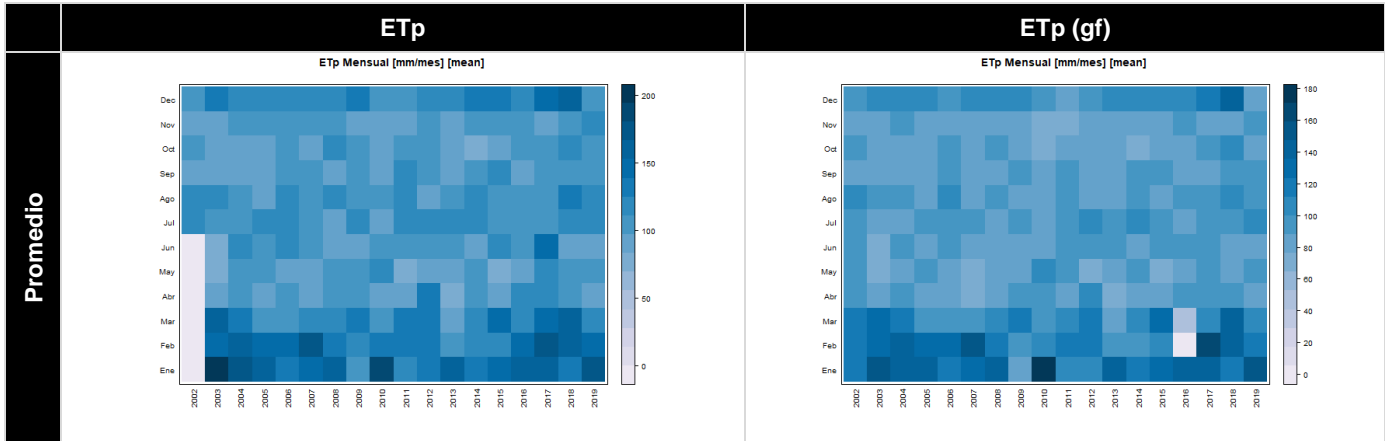 ETp
ETp (gf)
Promedio
ETp Mensual [mm/mes] [mean]
Dec
Nov
Oct
Sep
Ago
Jul
Jun
May
Abr
Mar
Feb
Ene
2002 2003 2004 2005 2006 2007 2008 2009 2010 2011 2012 2013 2014 2015 2016 2017 2018 2019
200
150
100
50
0
ETp Mensual [mm/mes] [mean]
Dec
Nov
Oct
Sep
Ago
Jul
Jun
May
Abr
Mar
Feb
Ene
2002 2003 2004 2005 2006 2007 2008 2009 2010 2011 2012 2013 2014 2015 2016 2017 2018 2019
180
160
140
120
100
80
60
40
20
0